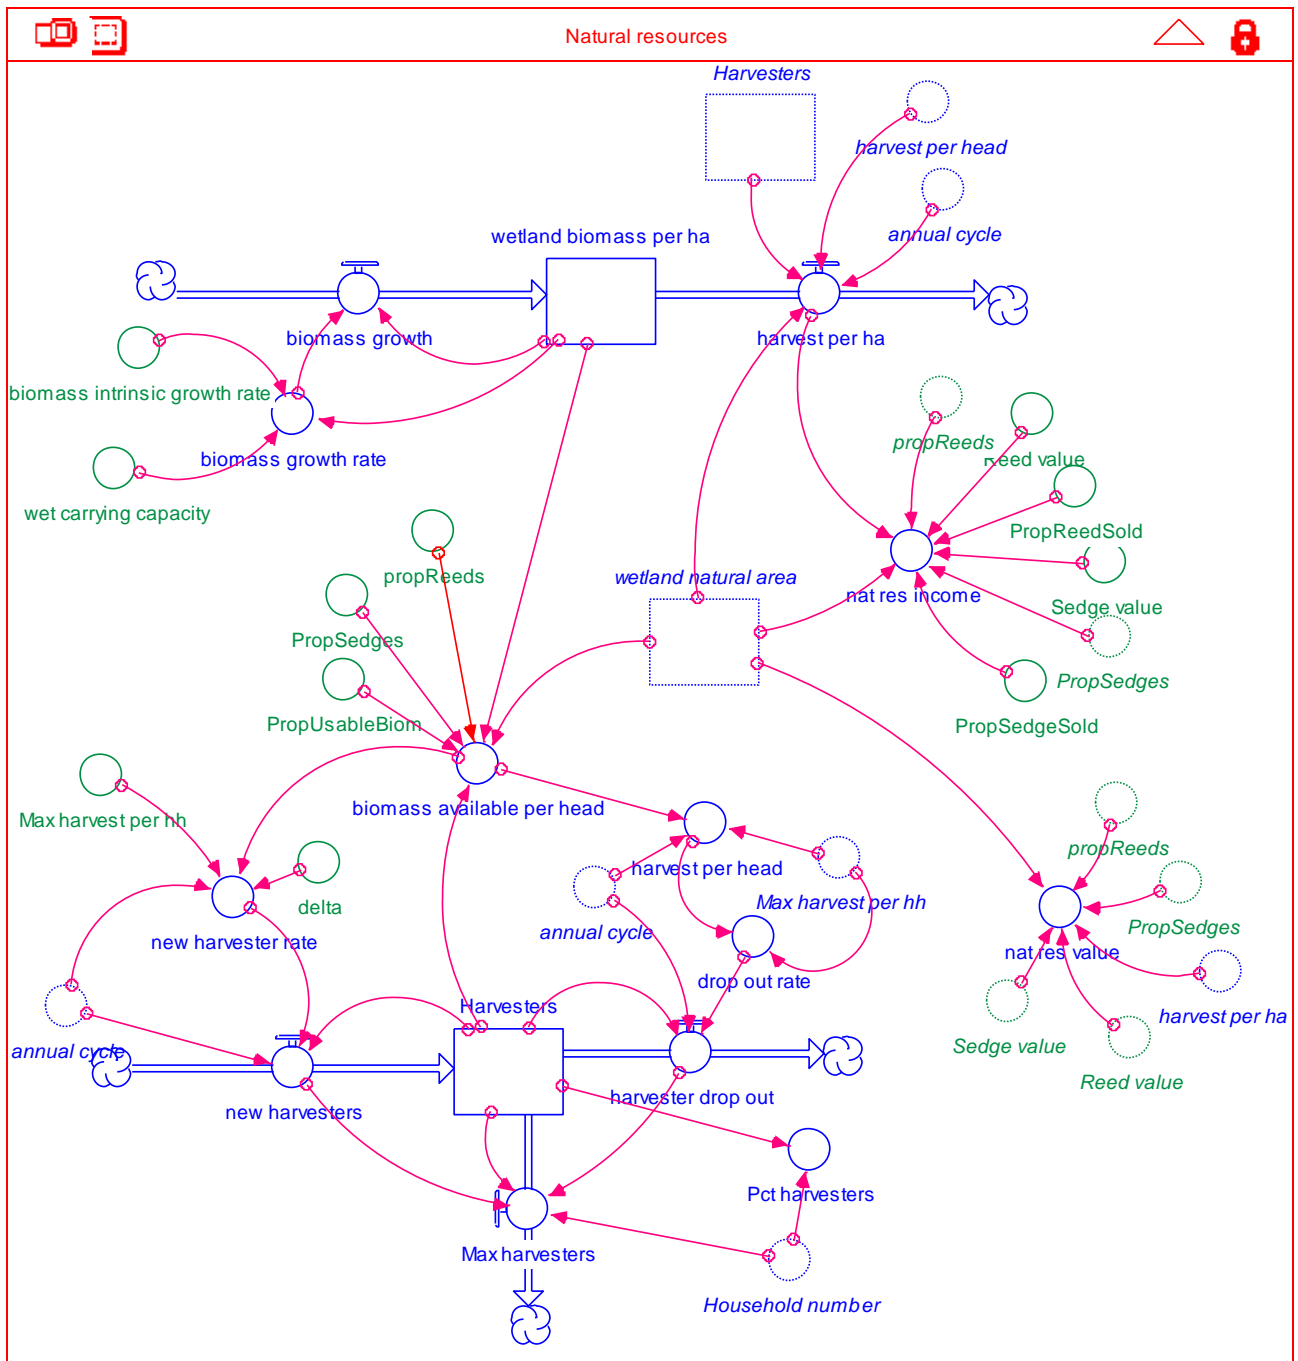 Natural resources
Harvesters
harvest per head
annual cycle
wetland biomass per ha
biomass growth
harvest per ha
biomass intrinsic growth rate
propReeds
Reed value
biomass growth rate
wet carrying capacity
PropReedSold
propReeds
wetland natural area
nat res income
Sedge value
PropSedges
PropSedges
PropUsableBiom
PropSedgeSold
biomass available per head
Max harvest per hh
propReeds
harvest per head
Max harvest per hh
delta
PropSedges
annual cycle
new harvester rate
nat res value
drop out rate
Harvesters
harvest per ha
annual cycle
Sedge value
Reed value
new harvesters
harvester drop out
Pct harvesters
Max harvesters
Household number